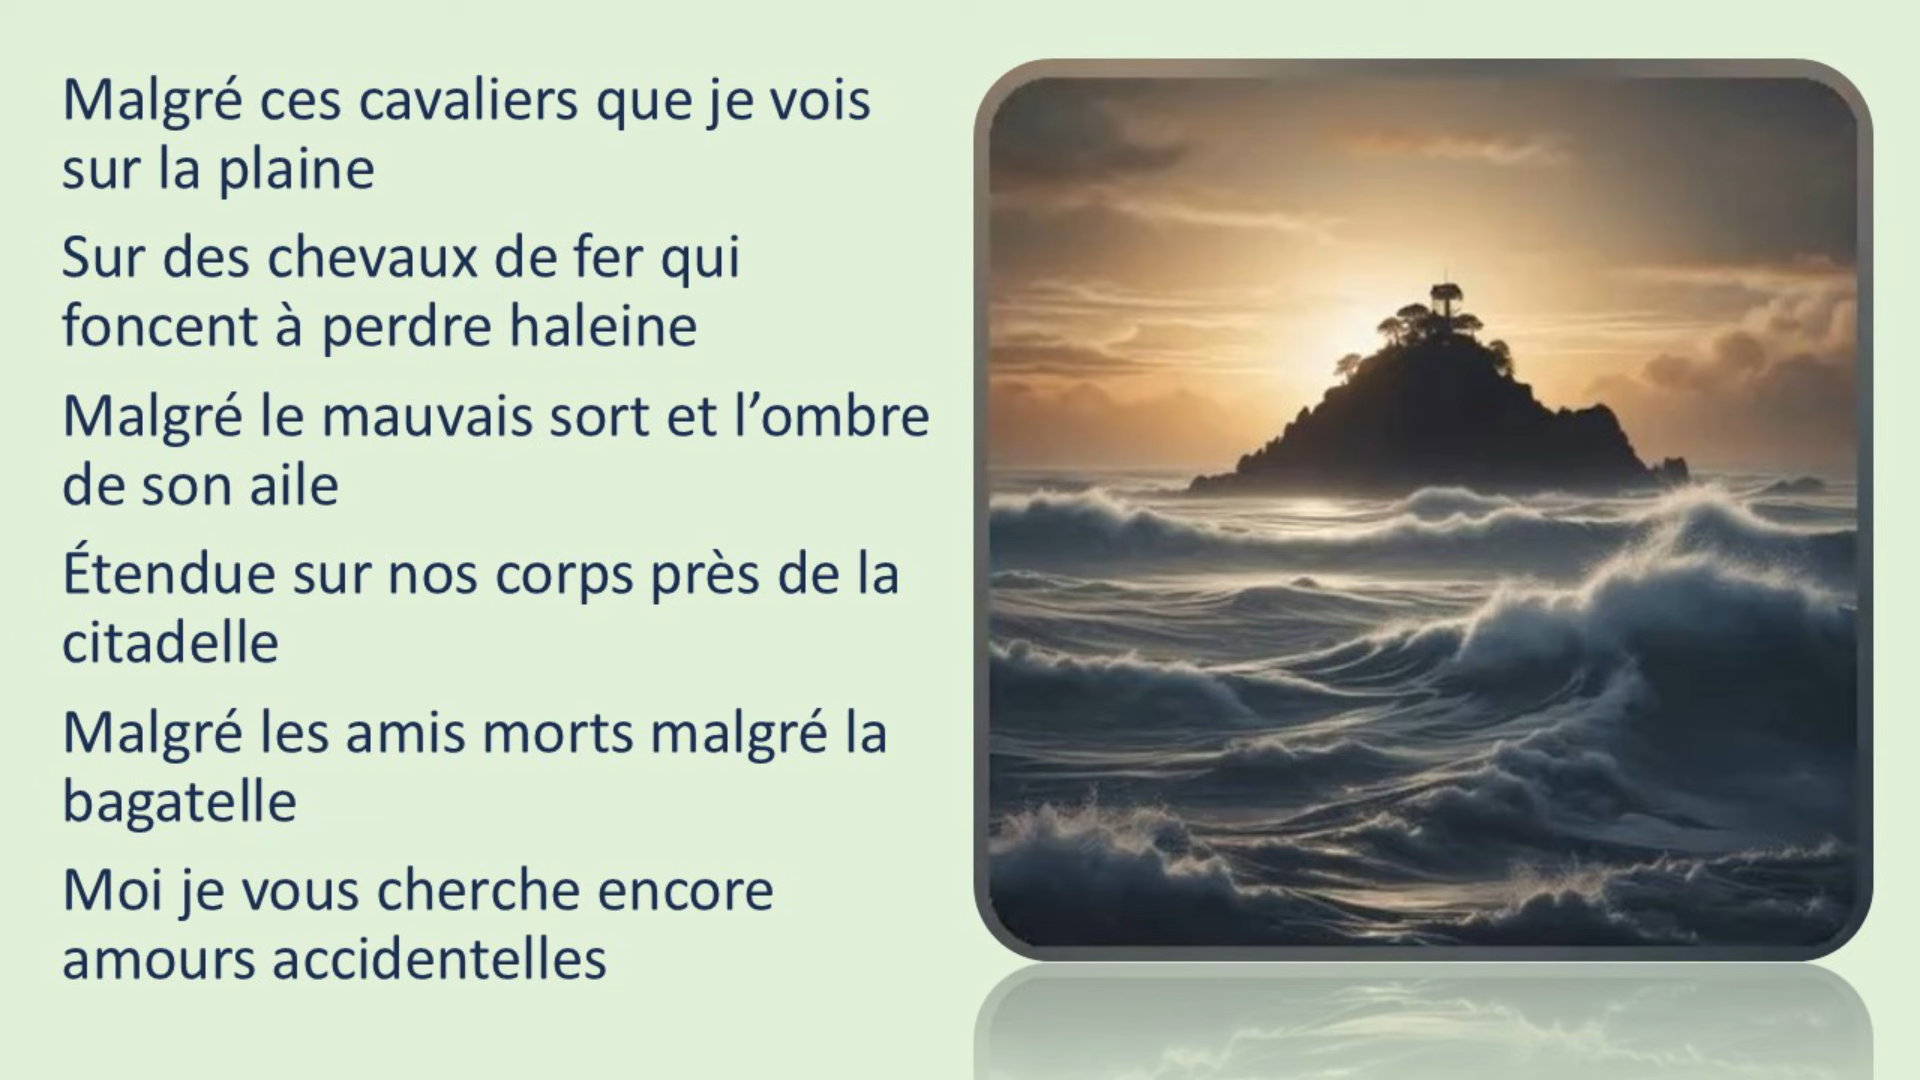 Malgré ces cavaliers que je vois
sur la plaine
Sur des chevaux de fer qui
foncent à perdre haleine
Malgré le mauvais sort et l’ombre
de son aile
Étendue sur nos corps près de la
citadelle
Malgré les amis morts malgré la
bagatelle
Moi je vous cherche encore
amours accidentelles